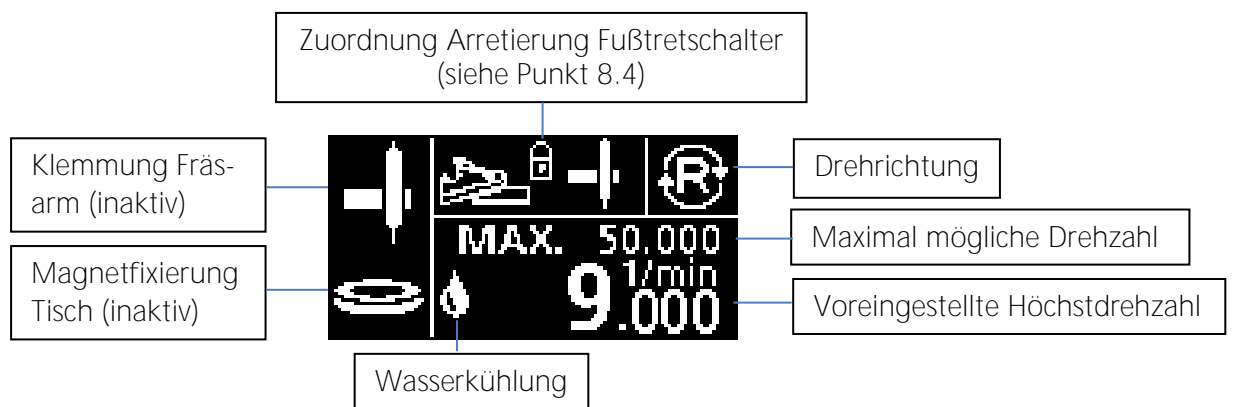 Zuordnung Arretierung Fußtretschalter
(siehe Punkt 8.4)
Klemmung Fräs-
arm (inaktiv)
P
R
Drehrichtung
MAX. 50.000
Maximal mögliche Drehzahl
Magnetfixierung
Tisch (inaktiv)
1/min
9.000
Voreingestellte Höchstdrehzahl
Wasserkühlung